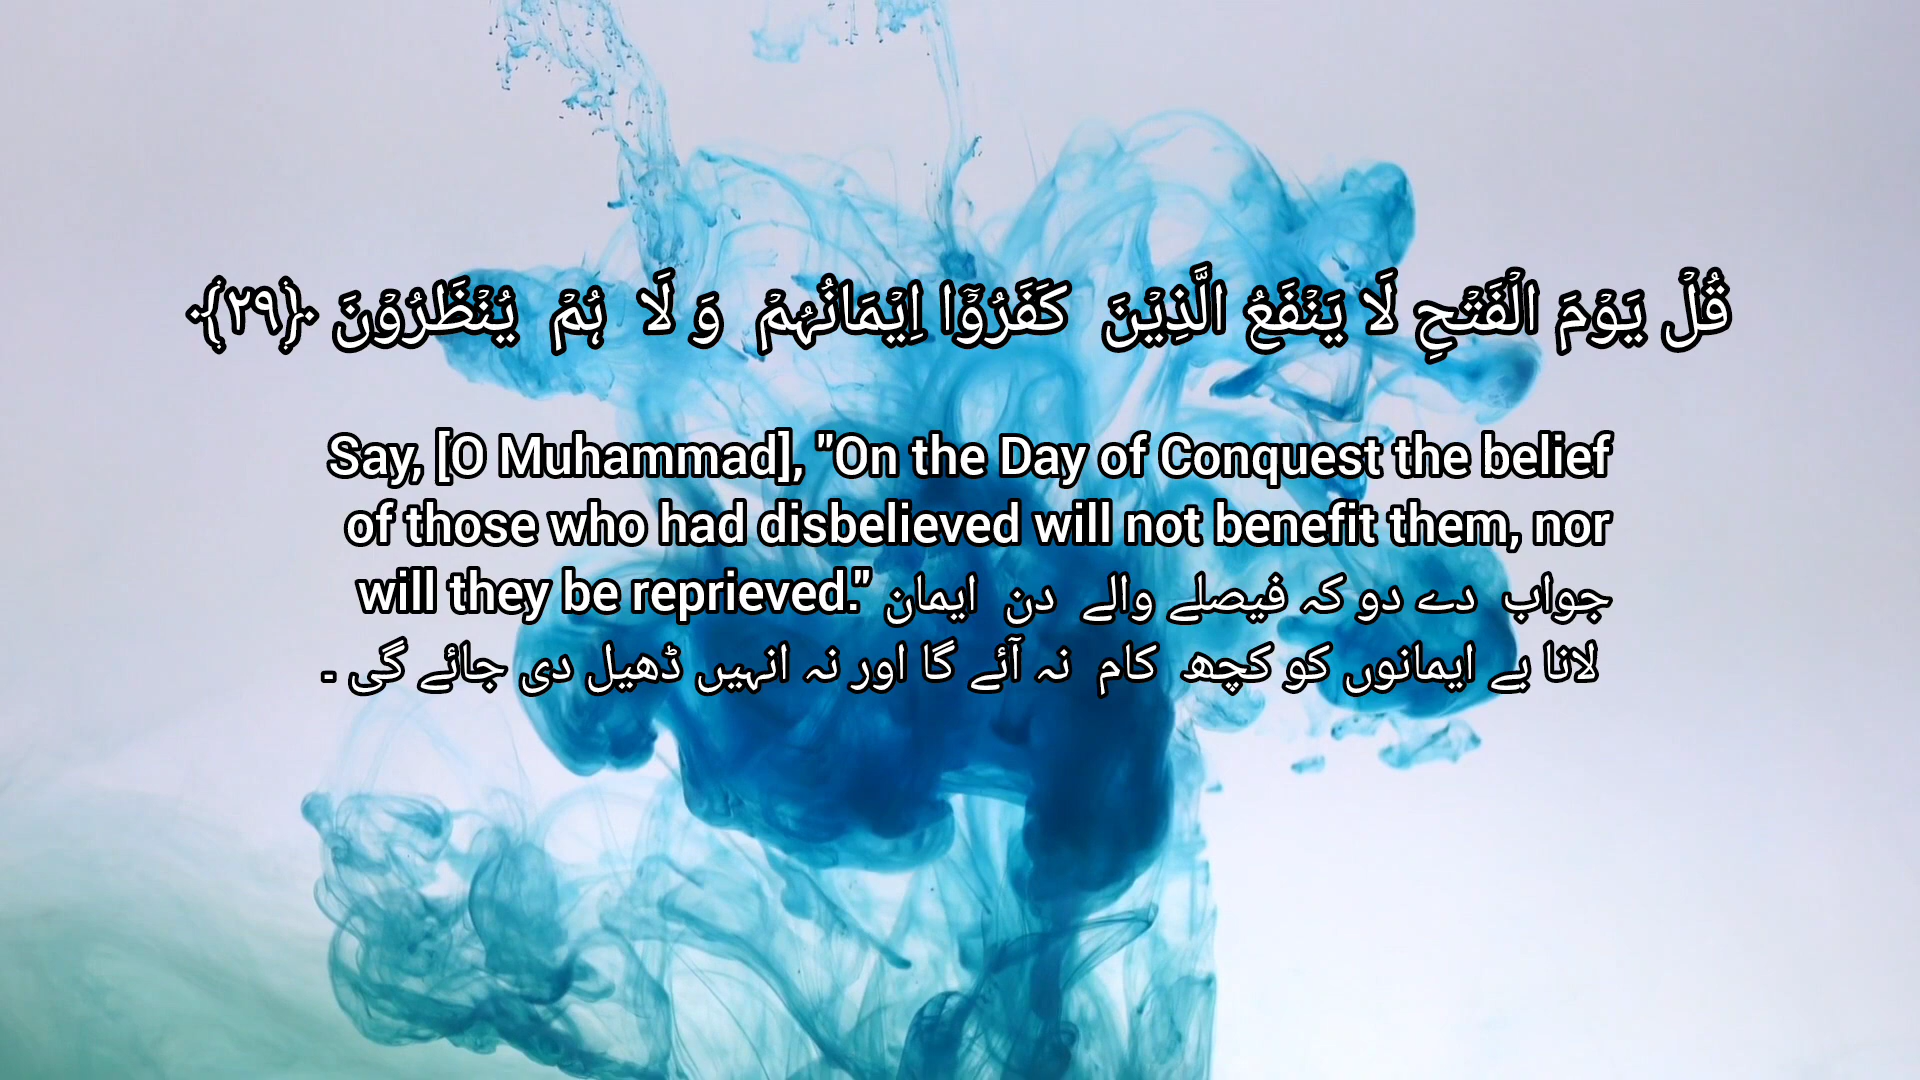 قُلْ یَوْمَ الْفَتْحِ لَا یَنْفَعُ الَّذِیْنَ کَفَرُوْۤا اِیْمَانُہُمْ وَ لَا ہُمْ یُنْظَرُوْنَ ﴿۲۹﴾
Say, [O Muhammad], "On the Day of Conquest the belief
of those who had disbelieved will not benefit them, nor
will they be reprieved." جواب دے دو کہ فیصلے والے دن ایمان
لانا بے ایمانوں کو کچھ کام نہ آئے گا اور نہ انہیں ڈھیل دی جائے گی ۔